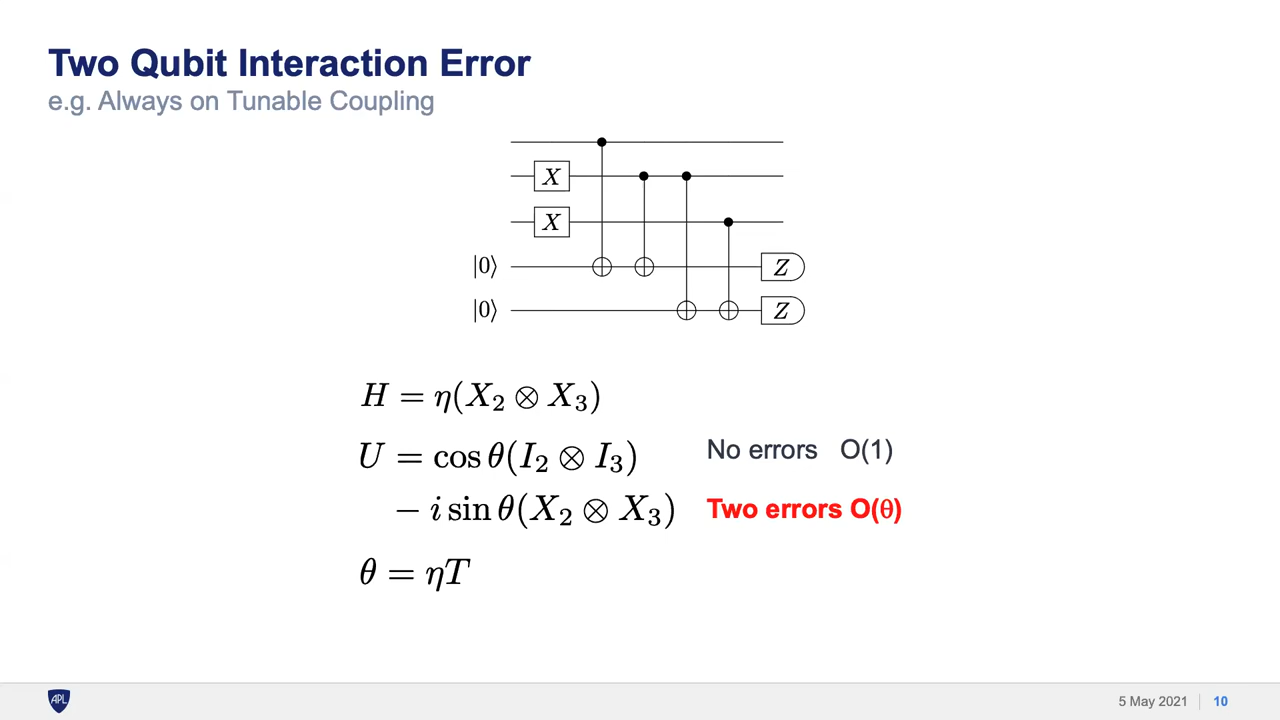 Two Qubit Interaction Error
e.g. Always on Tunable Coupling
X
X
|0⟩ Z
|0⟩ Z
H = η(X₂ ⊗ X₃)
U = cos θ(I₂ ⊗ I₃) No errors O(1)
− i sin θ(X₂ ⊗ X₃) Two errors O(θ)
θ = ηT
APL 5 May 2021 10